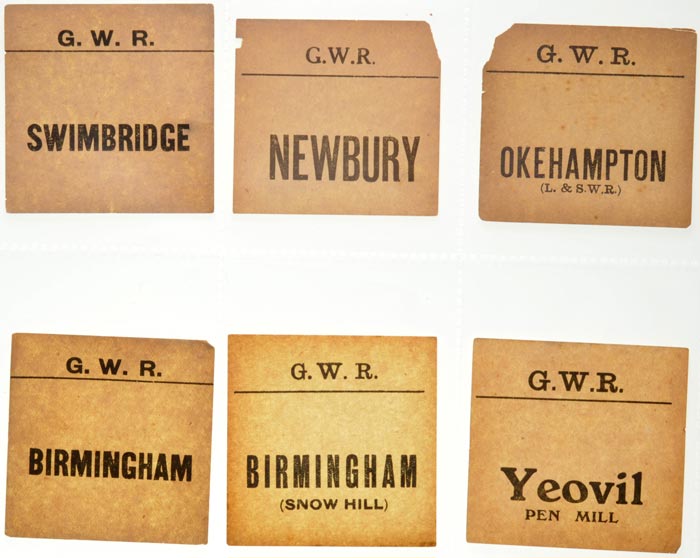 G. W. R.
SWIMBRIDGE
G.W.R.
NEWBURY
G.W.R.
OKEHAMPTON
(L. & S.W.R.)
G. W. R.
BIRMINGHAM
G. W. R.
BIRMINGHAM
(SNOW HILL)
G.W.R.
Yeovil
PEN MILL